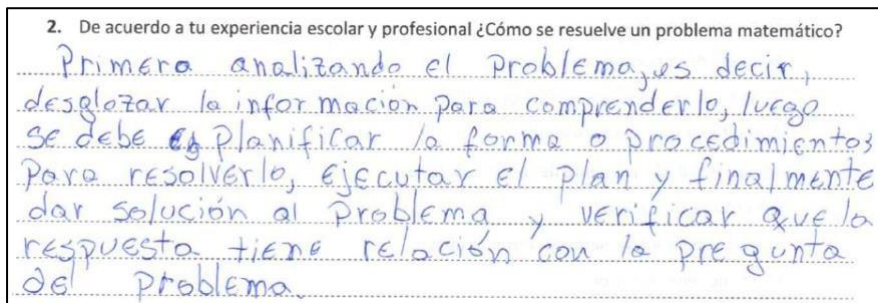 2. De acuerdo a tu experiencia escolar y profesional ¿Cómo se resuelve un problema matemático?
Primero analizando el problema, es decir,
desglozar la información para comprenderlo, luego
se debe planificar la forma o procedimientos
para resolverlo, ejecutar el plan y finalmente
dar solución al problema y verificar que la
respuesta tiene relación con la pregunta
del problema.